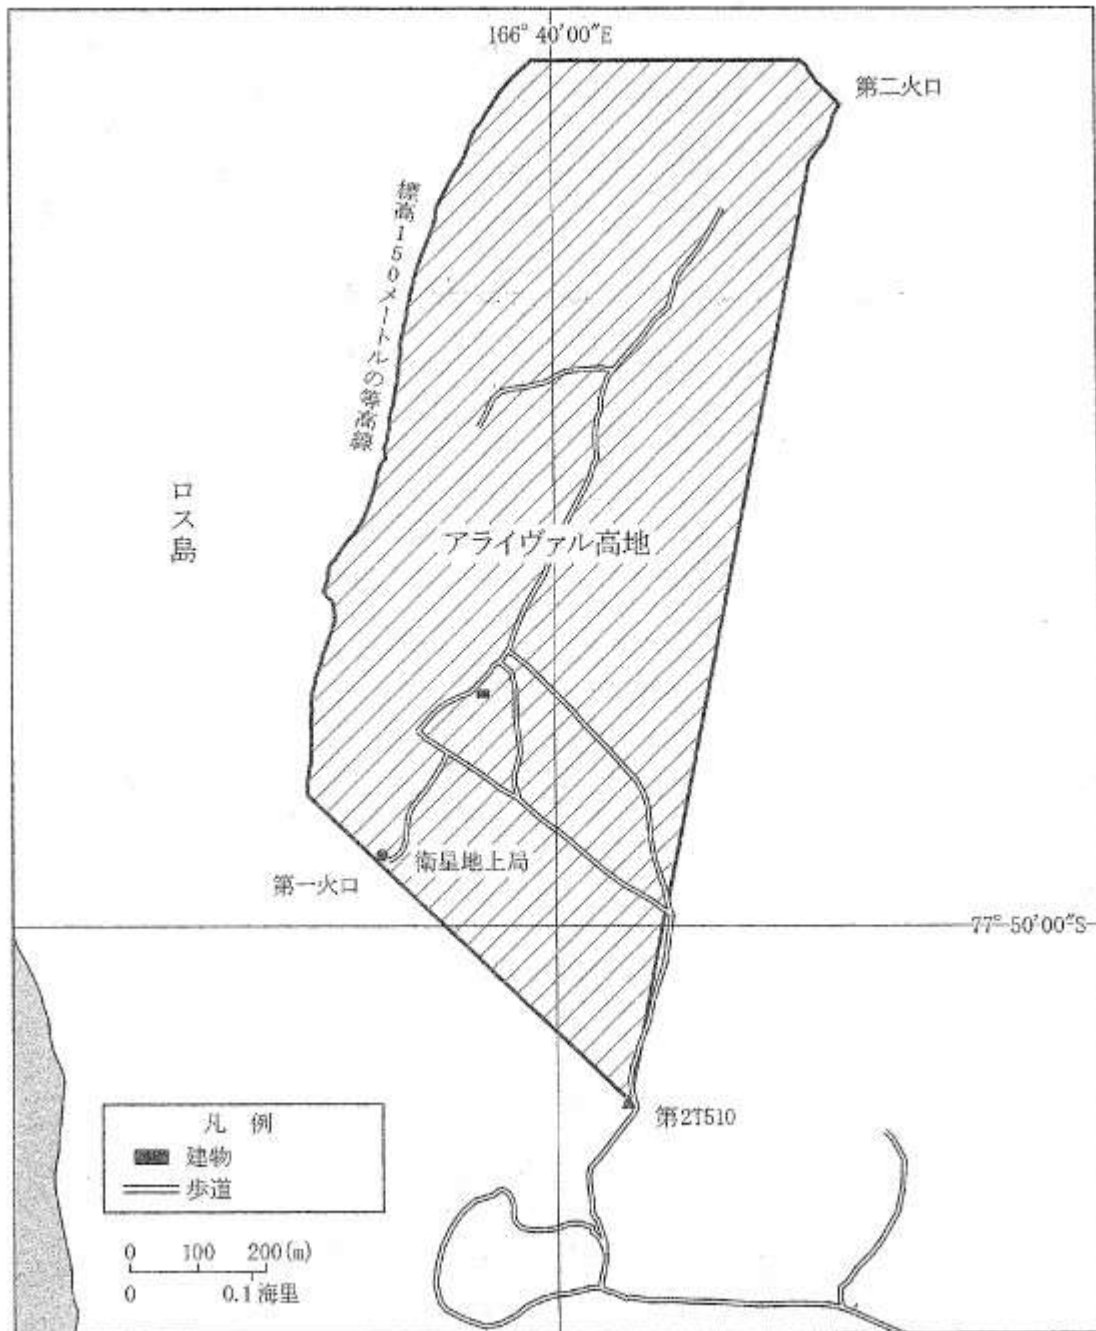 166° 40′00″E
第二火口
標高150メートルの等高線
ロス島
アライヴァル高地
衛星地上局
第一火口
77° 50′00″S
第2T510
凡 例
建物
歩道
0 100 200(m)
0 0.1海里